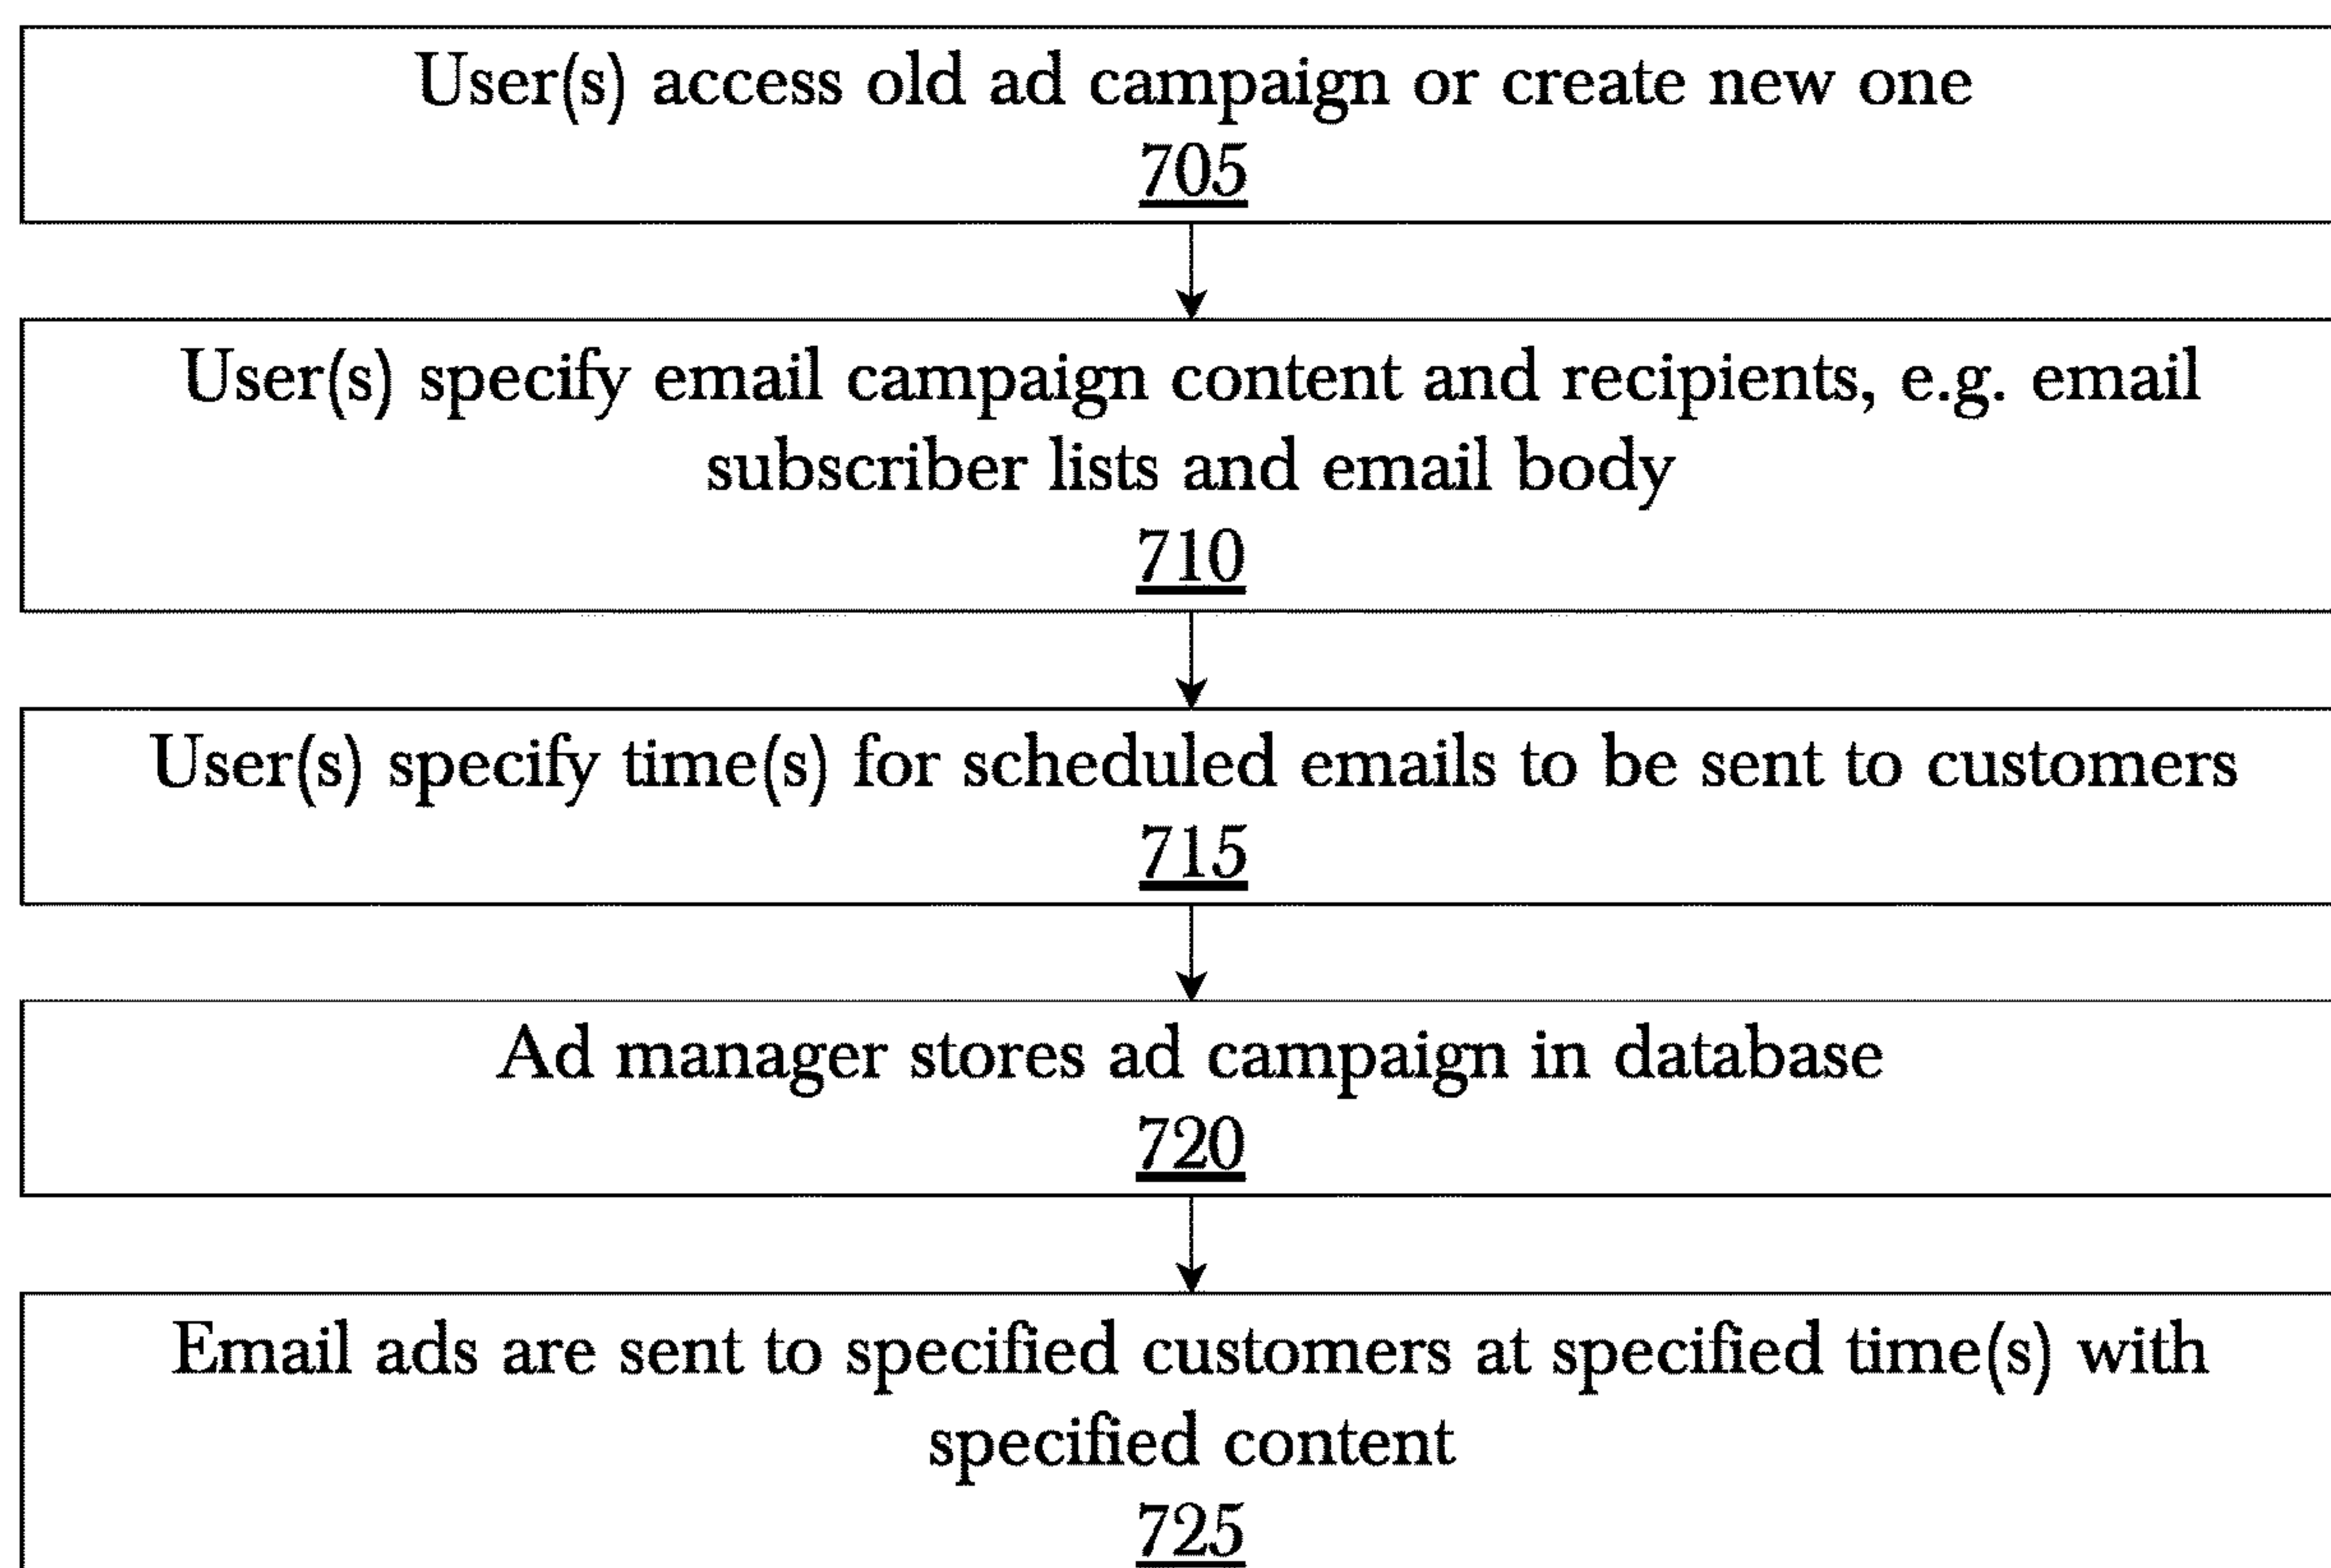 User(s) access old ad campaign or create new one
705
User(s) specify email campaign content and recipients, e.g. email
subscriber lists and email body
710
User(s) specify time(s) for scheduled emails to be sent to customers
715
Ad manager stores ad campaign in database
720
Email ads are sent to specified customers at specified time(s) with
specified content
725